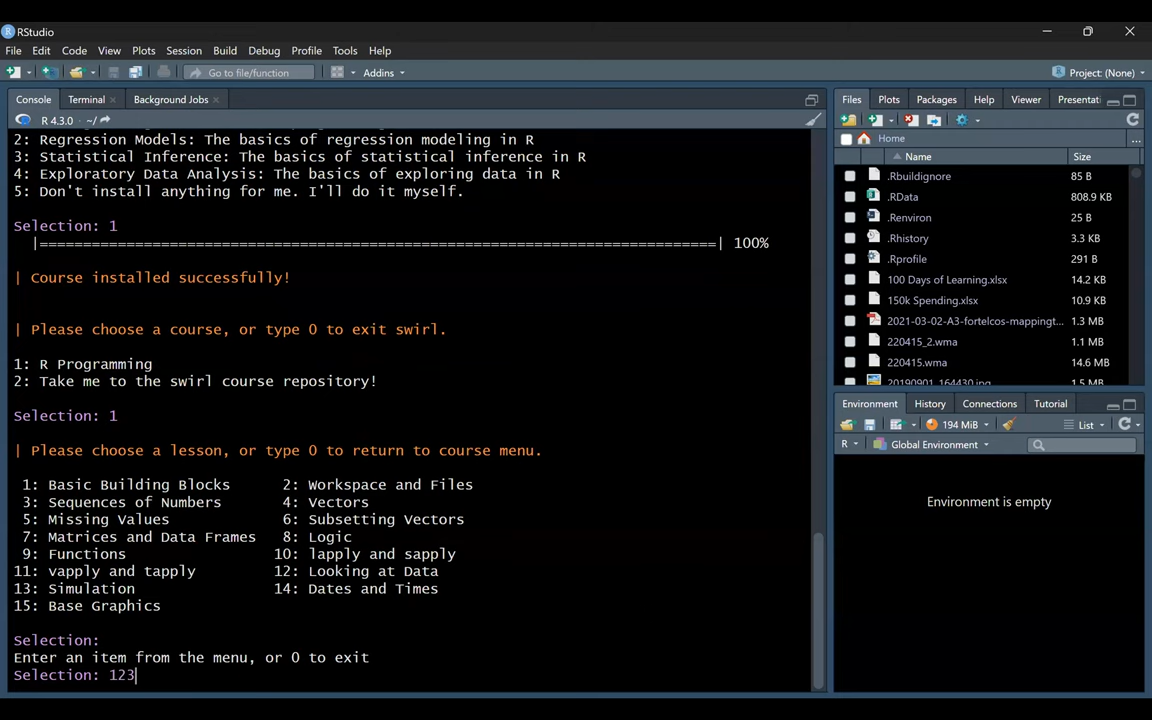 RStudio
File Edit Code View Plots Session Build Debug Profile Tools Help
Go to file/function Addins Project: (None)
Console Terminal Background Jobs
R 4.3.0 · ~/
2: Regression Models: The basics of regression modeling in R
3: Statistical Inference: The basics of statistical inference in R
4: Exploratory Data Analysis: The basics of exploring data in R
5: Don't install anything for me. I'll do it myself.
Selection: 1
|======================================================================| 100%
| Course installed successfully!
| Please choose a course, or type 0 to exit swirl.
1: R Programming
2: Take me to the swirl course repository!
Selection: 1
| Please choose a lesson, or type 0 to return to course menu.
1: Basic Building Blocks 2: Workspace and Files
3: Sequences of Numbers 4: Vectors
5: Missing Values 6: Subsetting Vectors
7: Matrices and Data Frames 8: Logic
9: Functions 10: lapply and sapply
11: vapply and tapply 12: Looking at Data
13: Simulation 14: Dates and Times
15: Base Graphics
Selection:
Enter an item from the menu, or 0 to exit
Selection: 123
Files Plots Packages Help Viewer Presentati
Home ...
Name Size
.Rbuildignore 85 B
.RData 808.9 KB
.Renviron 25 B
.Rhistory 3.3 KB
.Rprofile 291 B
100 Days of Learning.xlsx 14.2 KB
150k Spending.xlsx 10.9 KB
2021-03-02-A3-fortelcos-mappingt... 1.3 MB
220415_2.wma 1.1 MB
220415.wma 14.6 MB
20190901_164430.jpg 1.5 MB
Environment History Connections Tutorial
194 MiB List
R Global Environment
Environment is empty